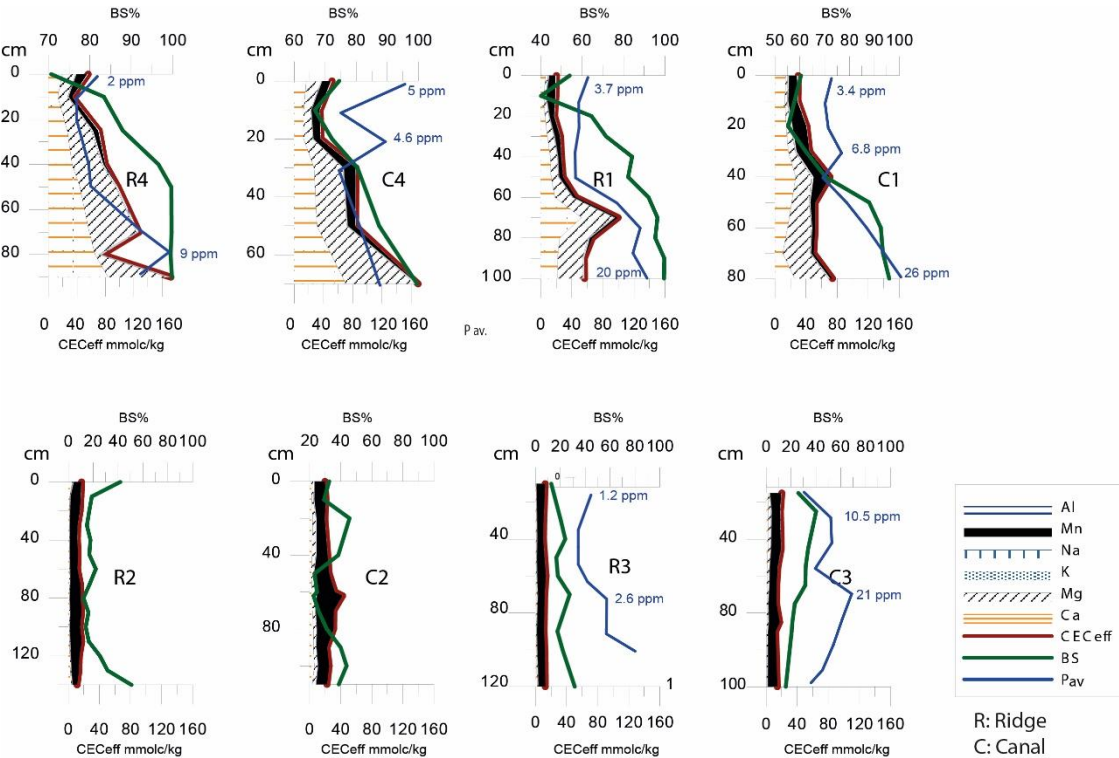 BS%
BS%
BS%
BS%
cm 70 80 90 100
cm 60 70 80 90 100
cm 40 60 80 100
cm 50 60 70 80 90 100
0
20
40
60
80
2 ppm
R4
9 ppm
0
20
40
60
5 ppm
4.6 ppm
C4
0
20
40
60
80
100
3.7 ppm
R1
20 ppm
0
20
40
60
80
3.4 ppm
6.8 ppm
C1
26 ppm
0 40 80 120 160
0 40 80 120 160
P av.
0 40 80 120 160
0 40 80 120 160
CECeff mmolc/kg
CECeff mmolc/kg
CECeff mmolc/kg
CECeff mmolc/kg
BS%
BS%
BS%
BS%
cm 0 20 40 60 80 100
cm 20 40 60 80 100
cm 0 20 40 60 80 100
cm 0 20 40 60 80 100
0
40
80
120
R2
0
40
80
C2
0
0
40
80
120
1.2 ppm
R3
2.6 ppm
1
0
40
80
100
10.5 ppm
C3
21 ppm
0 40 80 120 160
0 40 80 120 160
0 40 80 120 160
0 40 80 120 160
CECeff mmolc/kg
CECeff mmolc/kg
CECeff mmolc/kg
CECeff mmolc/kg
Al
Mn
Na
K
Mg
Ca
CECeff
BS
Pav
R: Ridge
C: Canal